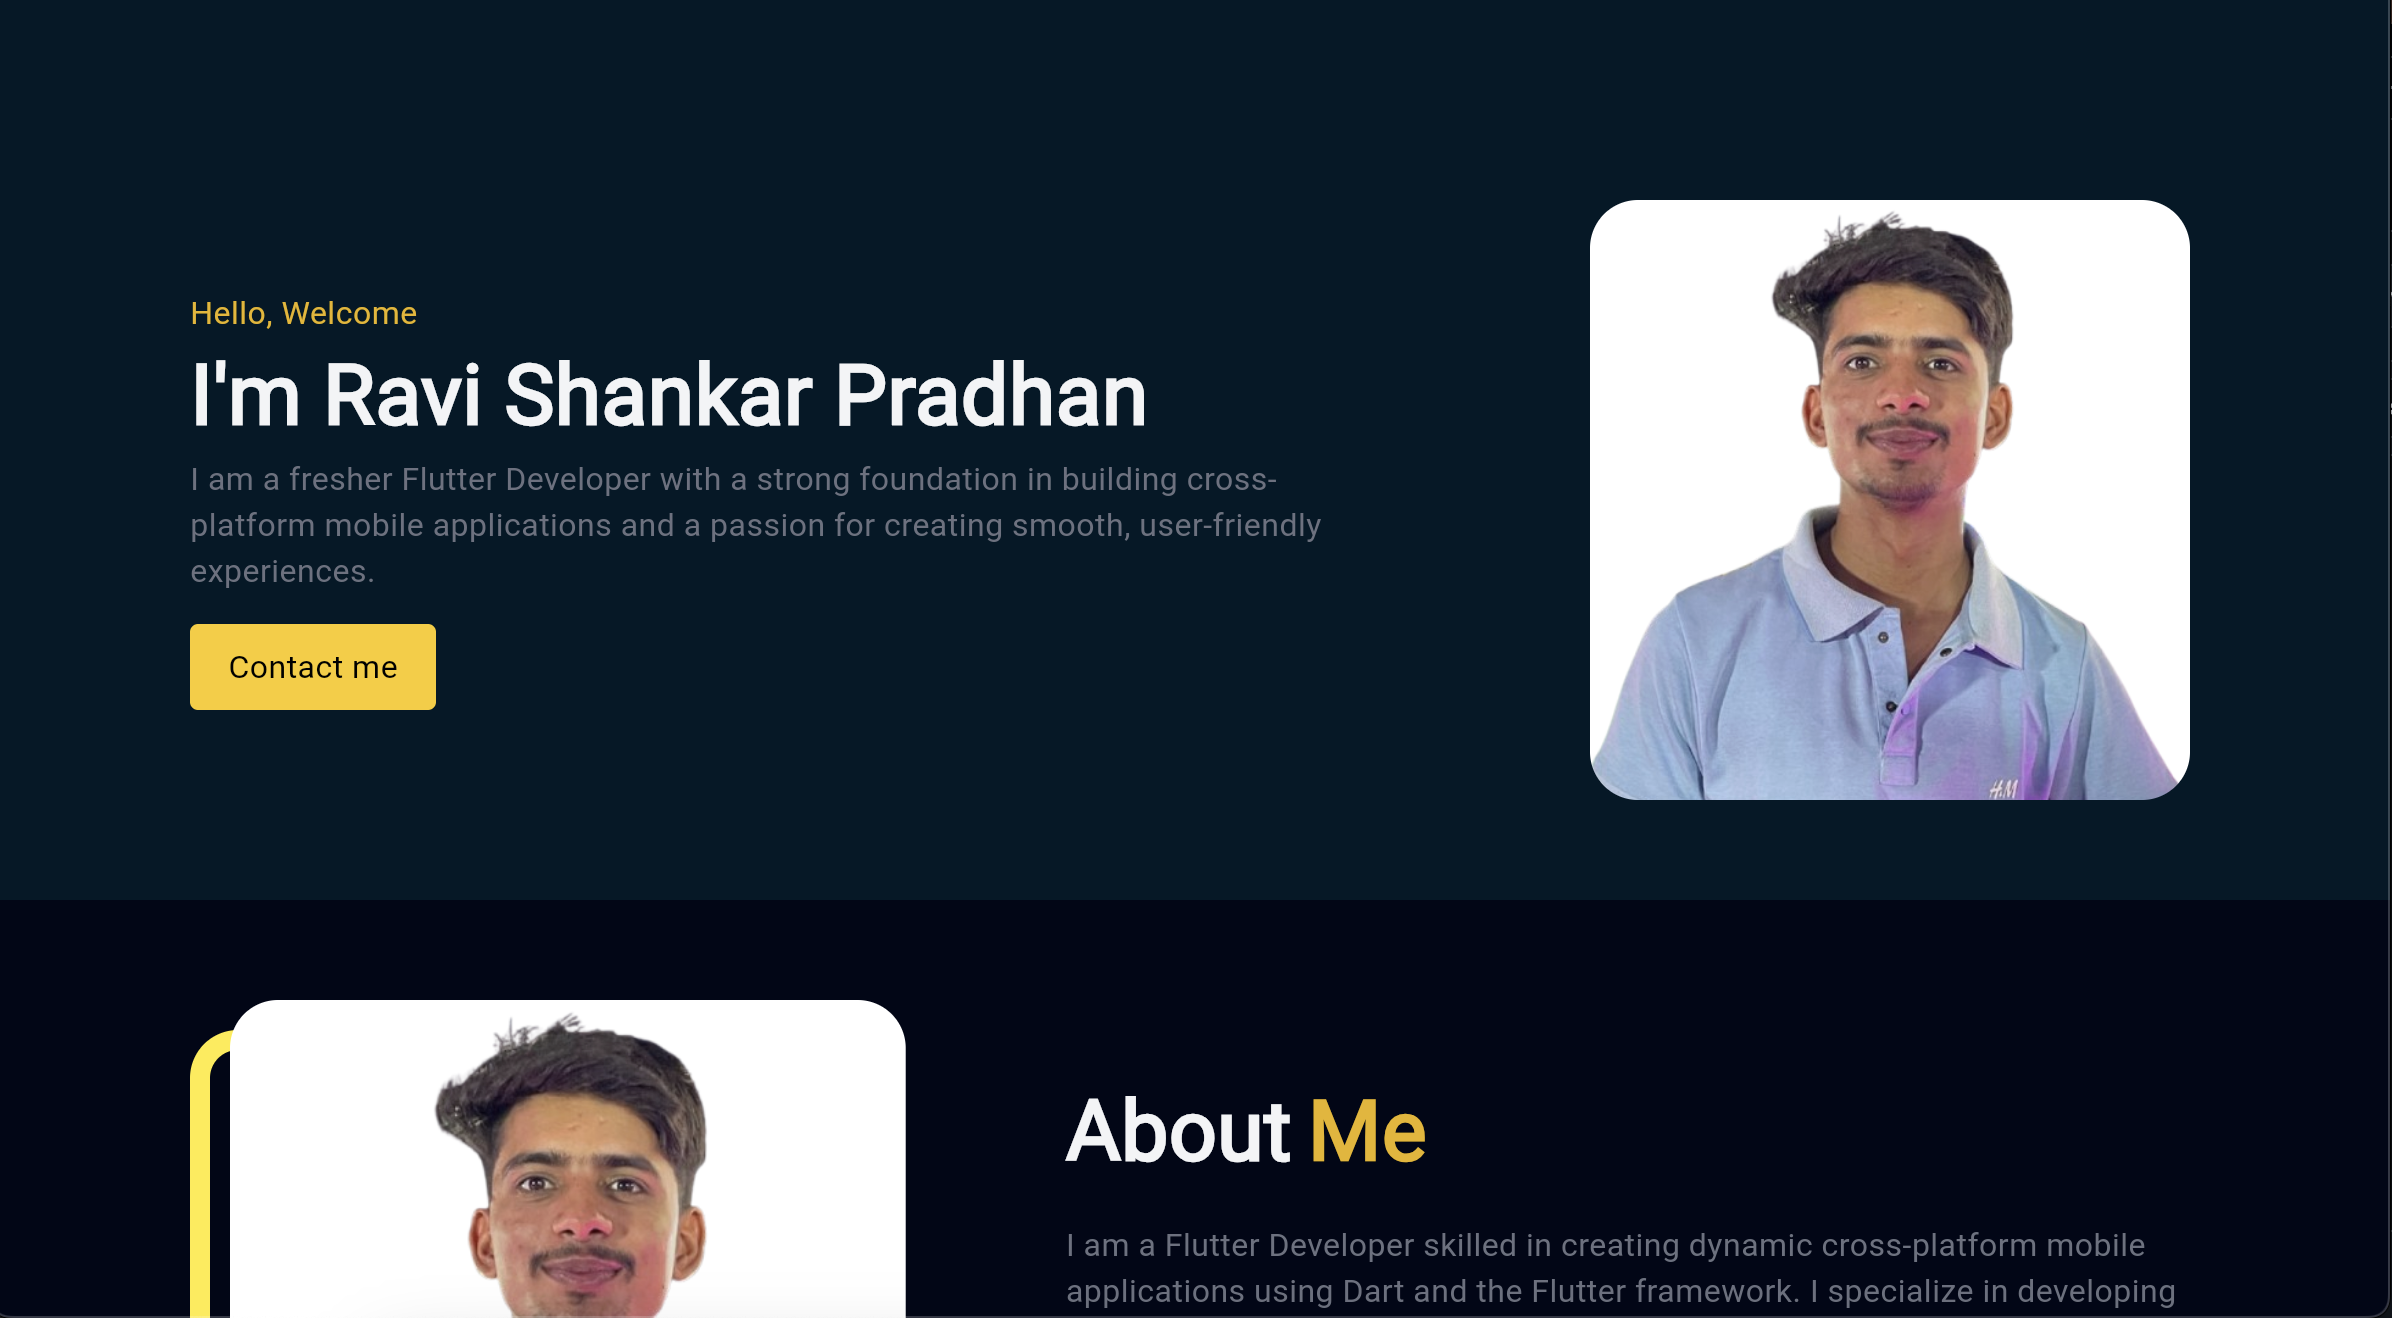 Hello, Welcome
I'm Ravi Shankar Pradhan
I am a fresher Flutter Developer with a strong foundation in building cross-
platform mobile applications and a passion for creating smooth, user-friendly
experiences.
Contact me
H&M
About Me
I am a Flutter Developer skilled in creating dynamic cross-platform mobile
applications using Dart and the Flutter framework. I specialize in developing